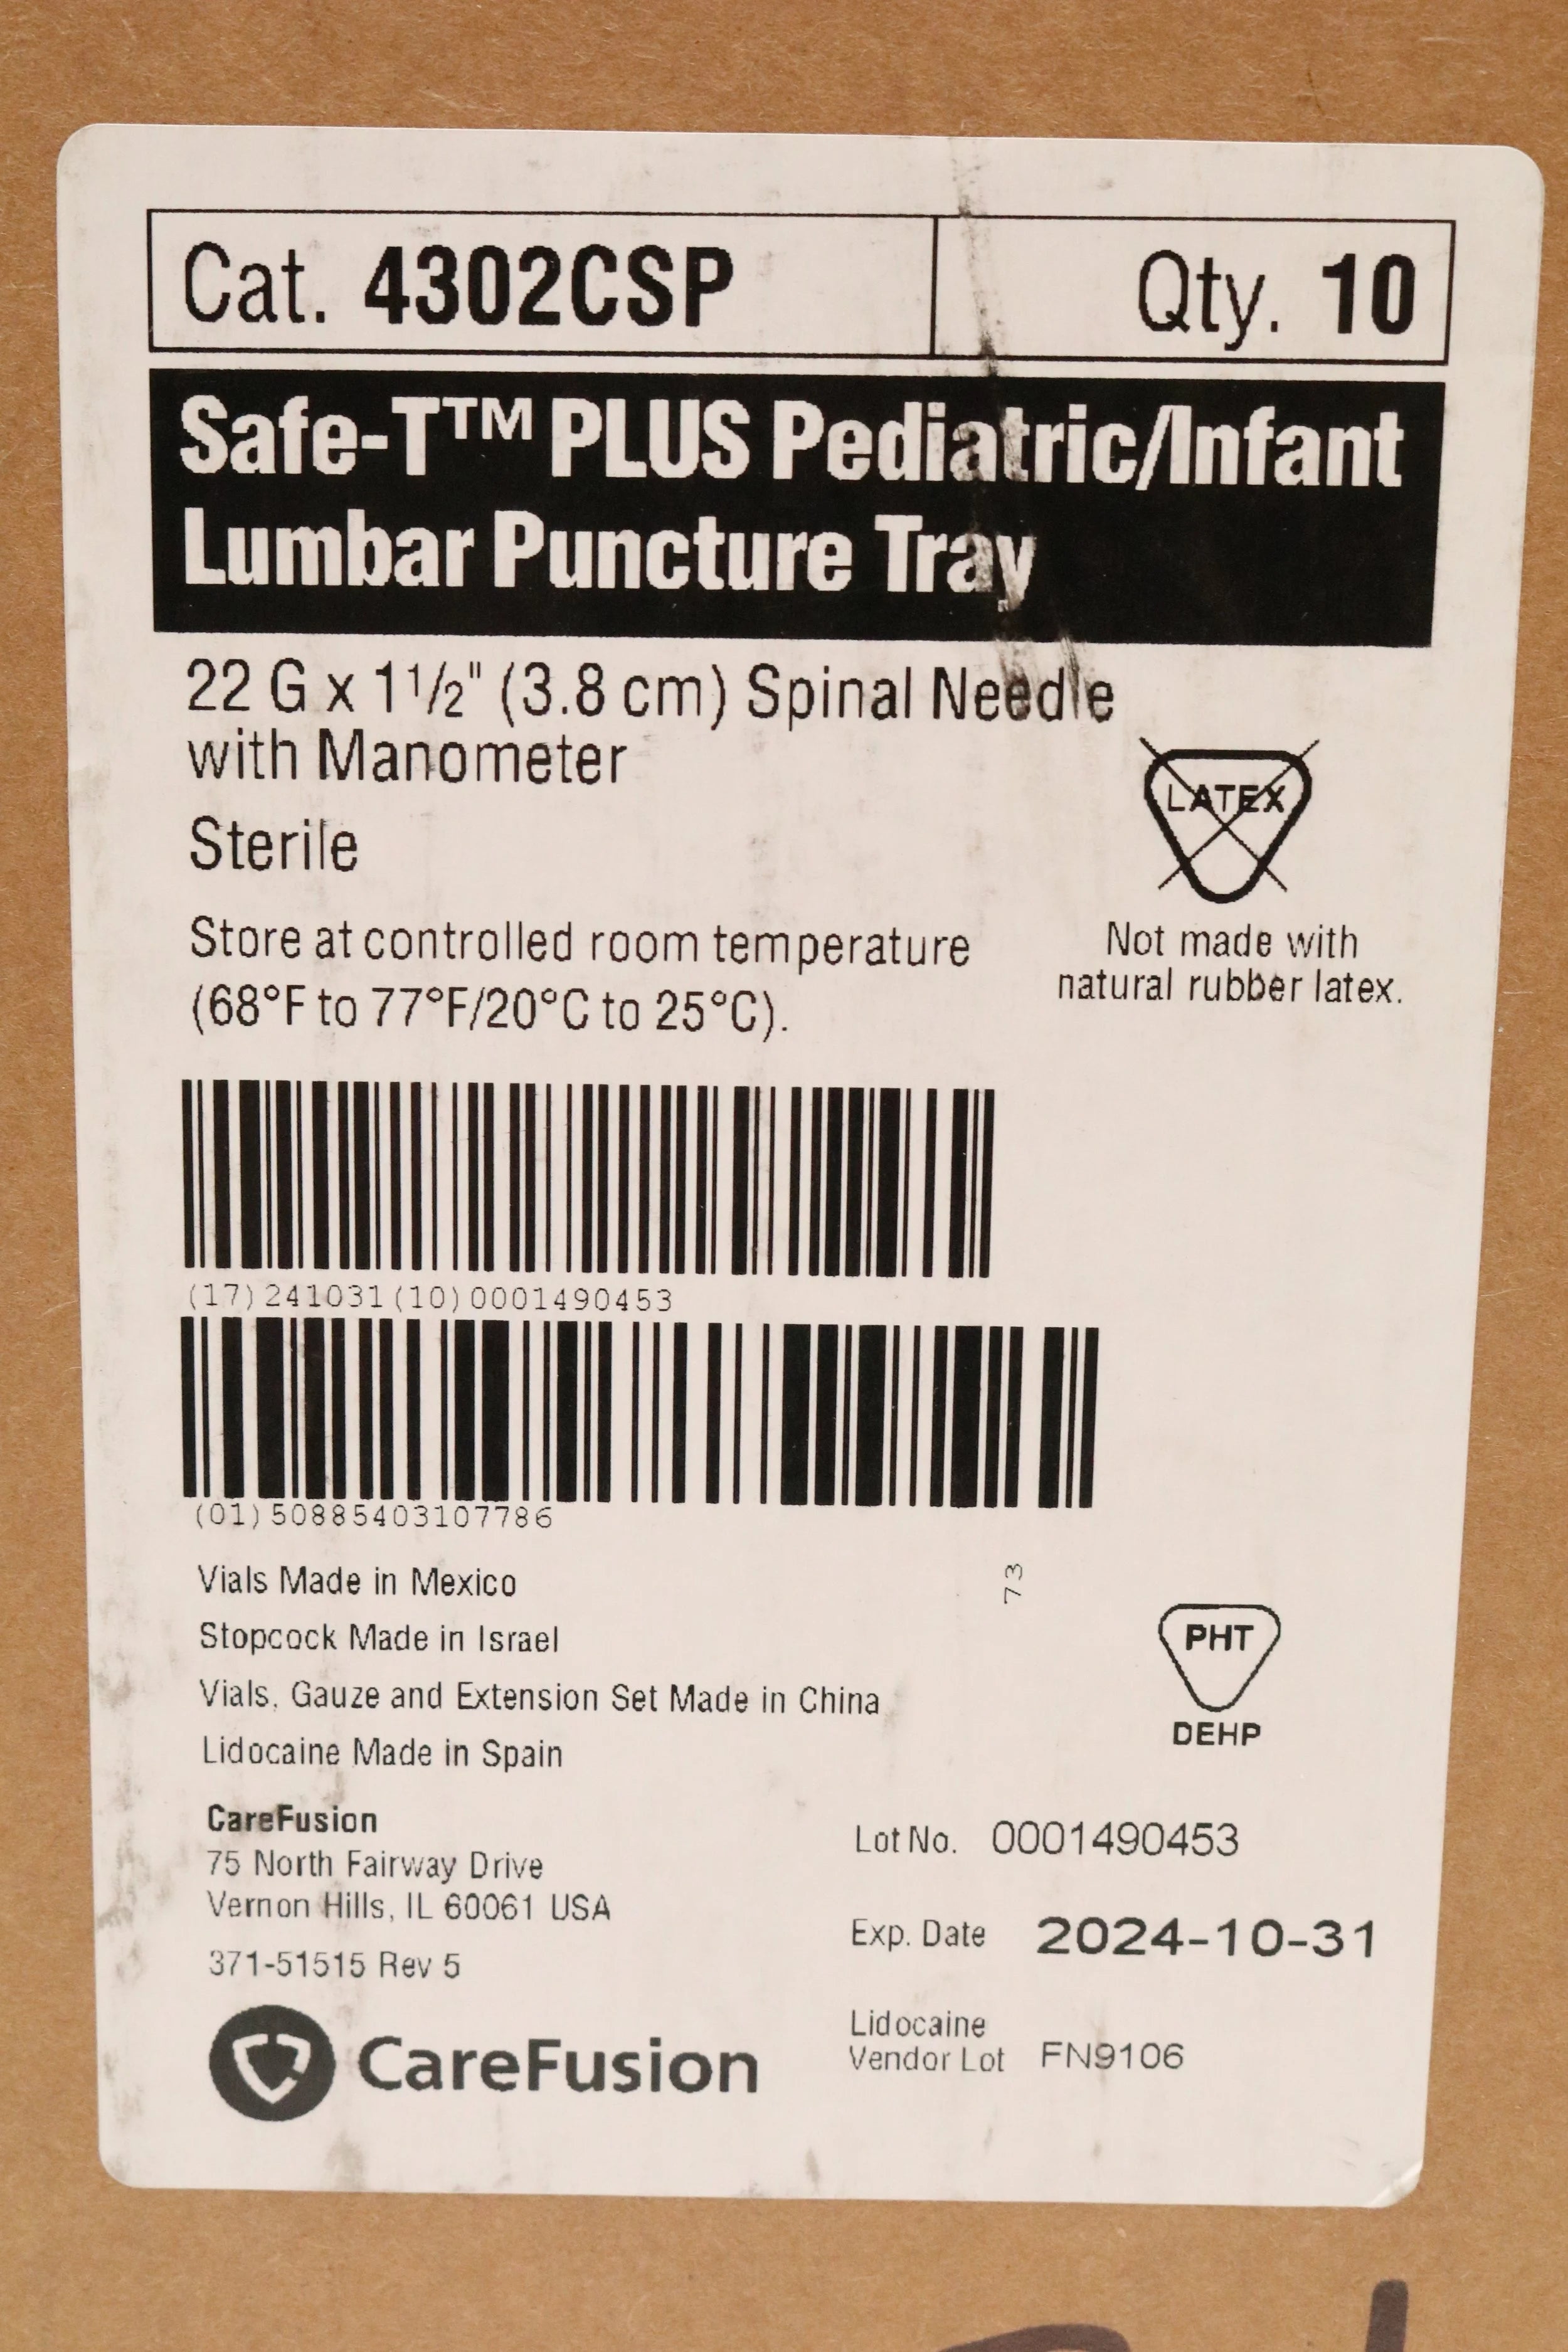 Cat. 4302CSP Qty. 10
Safe-T™ PLUS Pediatric/Infant
Lumbar Puncture Tray
22 G x 1 1/2" (3.8 cm) Spinal Needle
with Manometer
Sterile
LATEX
Store at controlled room temperature
(68°F to 77°F/20°C to 25°C).
Not made with
natural rubber latex.
(17)241031(10)0001490453
(01)50885403107786
73
Vials Made in Mexico
Stopcock Made in Israel
Vials, Gauze and Extension Set Made in China
Lidocaine Made in Spain
PHT
DEHP
CareFusion
75 North Fairway Drive
Vernon Hills, IL 60061 USA
371-51515 Rev 5
Lot No. 0001490453
Exp. Date 2024-10-31
Lidocaine
Vendor Lot FN9106
CareFusion